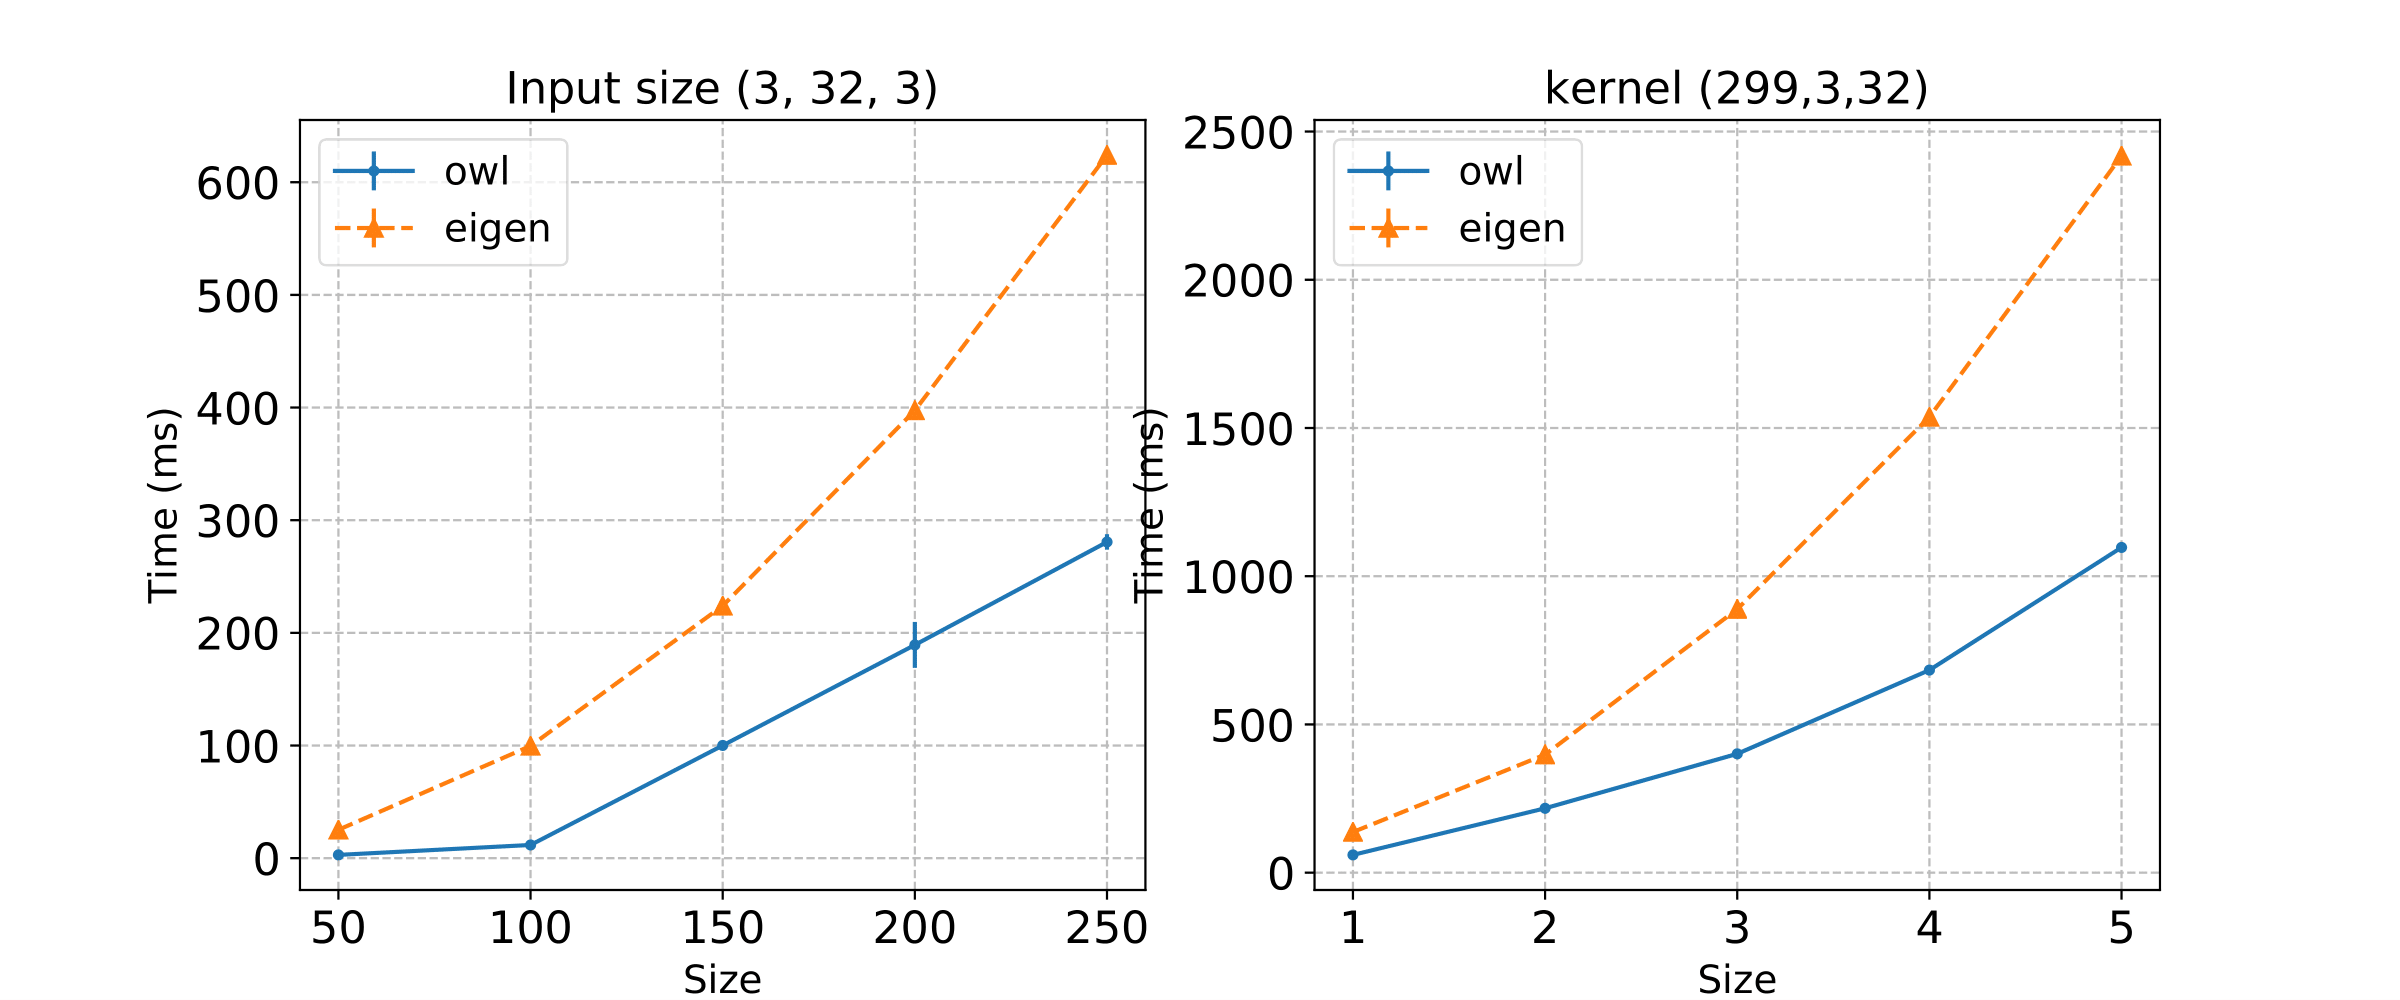 Input size (3, 32, 3)
owl
eigen
600
500
400
300
200
100
0
Time (ms)
50 100 150 200 250
Size
kernel (299,3,32)
owl
eigen
2500
2000
1500
1000
500
0
Time (ms)
1 2 3 4 5
Size